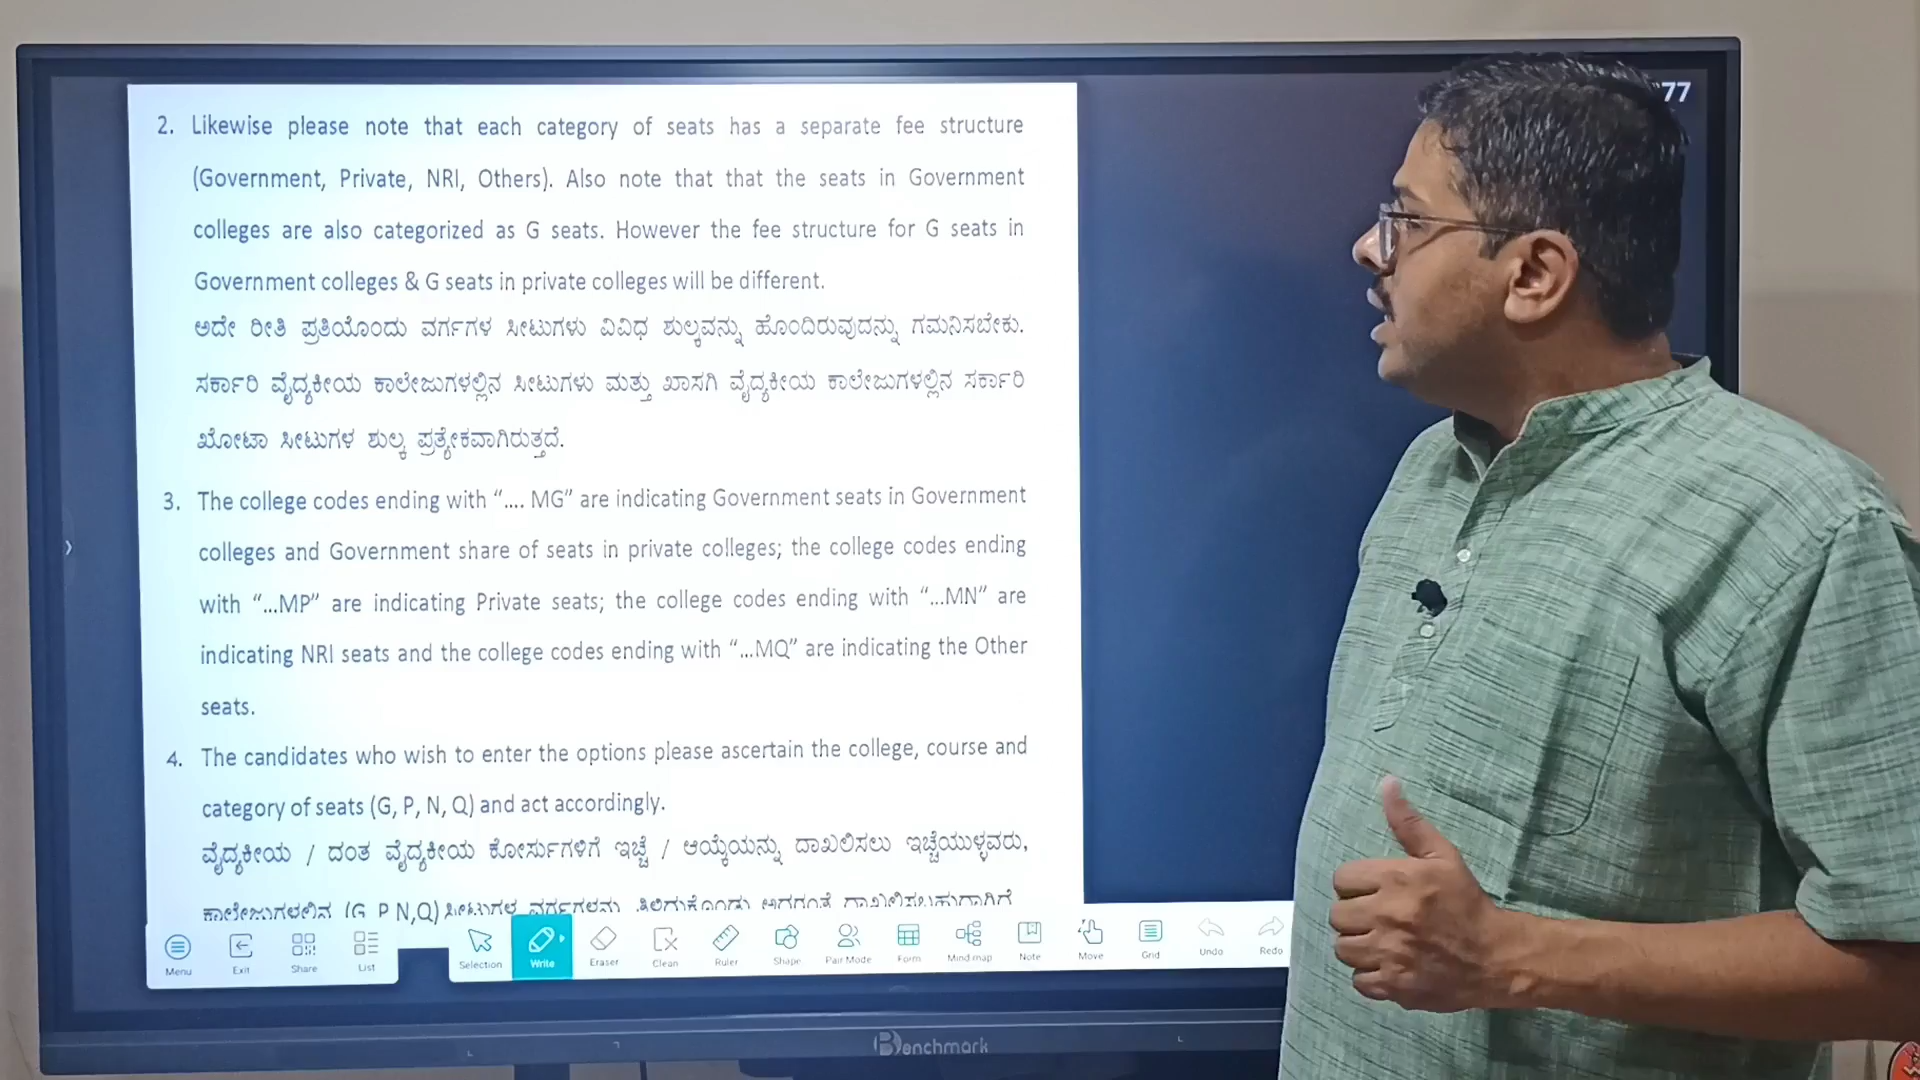 77
2. Likewise please note that each category of seats has a separate fee structure
(Government, Private, NRI, Others). Also note that that the seats in Government
colleges are also categorized as G seats. However the fee structure for G seats in
Government colleges & G seats in private colleges will be different.
ಅದೇ ರೀತಿ ಪ್ರತಿಯೊಂದು ವರ್ಗಗಳ ಸೀಟುಗಳು ವಿವಿಧ ಶುಲ್ಕವನ್ನು ಹೊಂದಿರುವುದನ್ನು ಗಮನಿಸಬೇಕು.
ಸರ್ಕಾರಿ ವೈದ್ಯಕೀಯ ಕಾಲೇಜುಗಳಲ್ಲಿನ ಸೀಟುಗಳು ಮತ್ತು ಖಾಸಗಿ ವೈದ್ಯಕೀಯ ಕಾಲೇಜುಗಳಲ್ಲಿನ ಸರ್ಕಾರಿ
ಖೋಟಾ ಸೀಟುಗಳ ಶುಲ್ಕ ಪ್ರತ್ಯೇಕವಾಗಿರುತ್ತದೆ.
3. The college codes ending with “.... MG” are indicating Government seats in Government
colleges and Government share of seats in private colleges; the college codes ending
with “...MP” are indicating Private seats; the college codes ending with “...MN” are
indicating NRI seats and the college codes ending with “...MQ” are indicating the Other
seats.
4. The candidates who wish to enter the options please ascertain the college, course and
category of seats (G, P, N, Q) and act accordingly.
ವೈದ್ಯಕೀಯ / ದಂತ ವೈದ್ಯಕೀಯ ಕೋರ್ಸುಗಳಿಗೆ ಇಚ್ಛೆ / ಆಯ್ಕೆಯನ್ನು ದಾಖಲಿಸಲು ಇಚ್ಛೆಯುಳ್ಳವರು,
ಕಾಲೇಜುಗಳಲ್ಲಿನ (G P N,Q) ಸೀಟುಗಳ ವರ್ಗಗಳನ್ನು ತಿಳಿದುಕೊಂಡು ಅದರಂತೆ
Menu Exit Share List Selection Write Eraser Clean Ruler Shape Pair Mode Form Mind map Note Move Grid Undo Redo
Benchmark